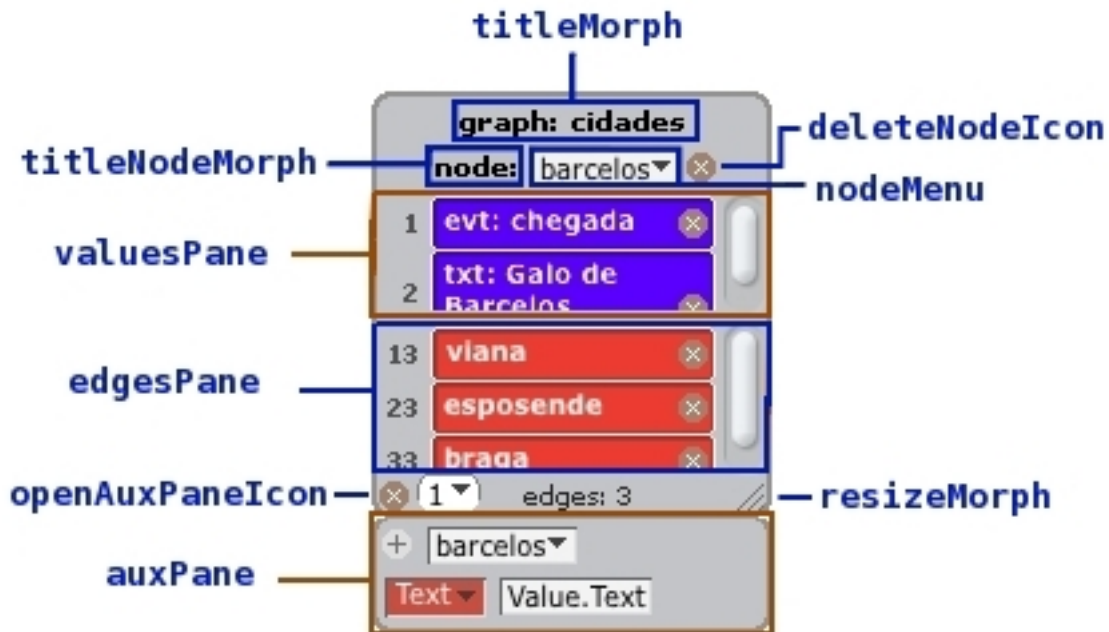 titleMorph
graph: cidades
deleteNodeIcon
titleNodeMorph
node: barcelos
nodeMenu
valuesPane
1 evt: chegada
2 txt: Galo de
Barcelos
edgesPane
13 viana
23 esposende
33 braga
openAuxPaneIcon
1 edges: 3
resizeMorph
auxPane
+ barcelos
Text Value.Text